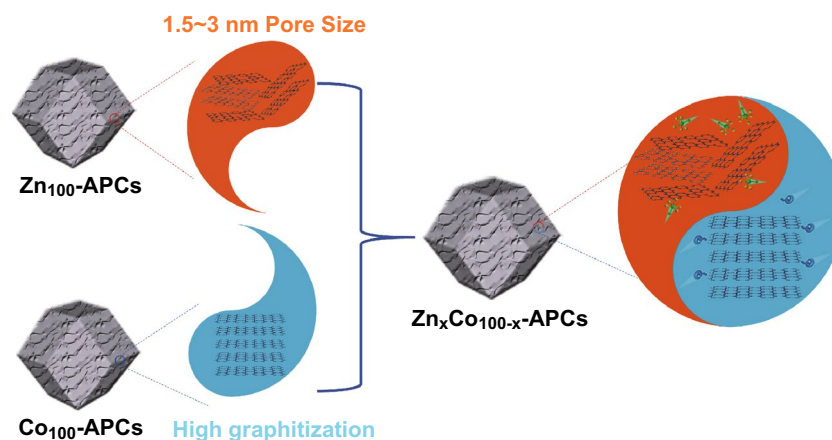 1.5~3 nm Pore Size
Zn₁₀₀-APCs
ZnₓCo₁₀₀₋ₓ-APCs
Co₁₀₀-APCs
High graphitization